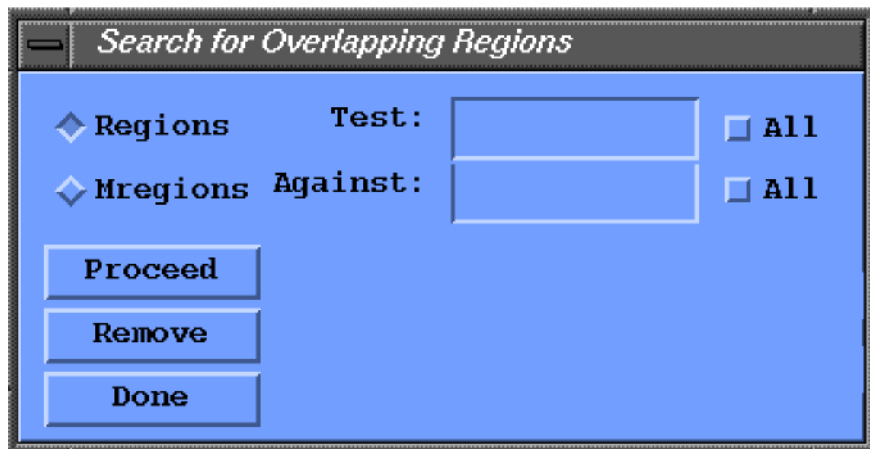 Search for Overlapping Regions
Regions Test: All
Mregions Against: All
Proceed
Remove
Done